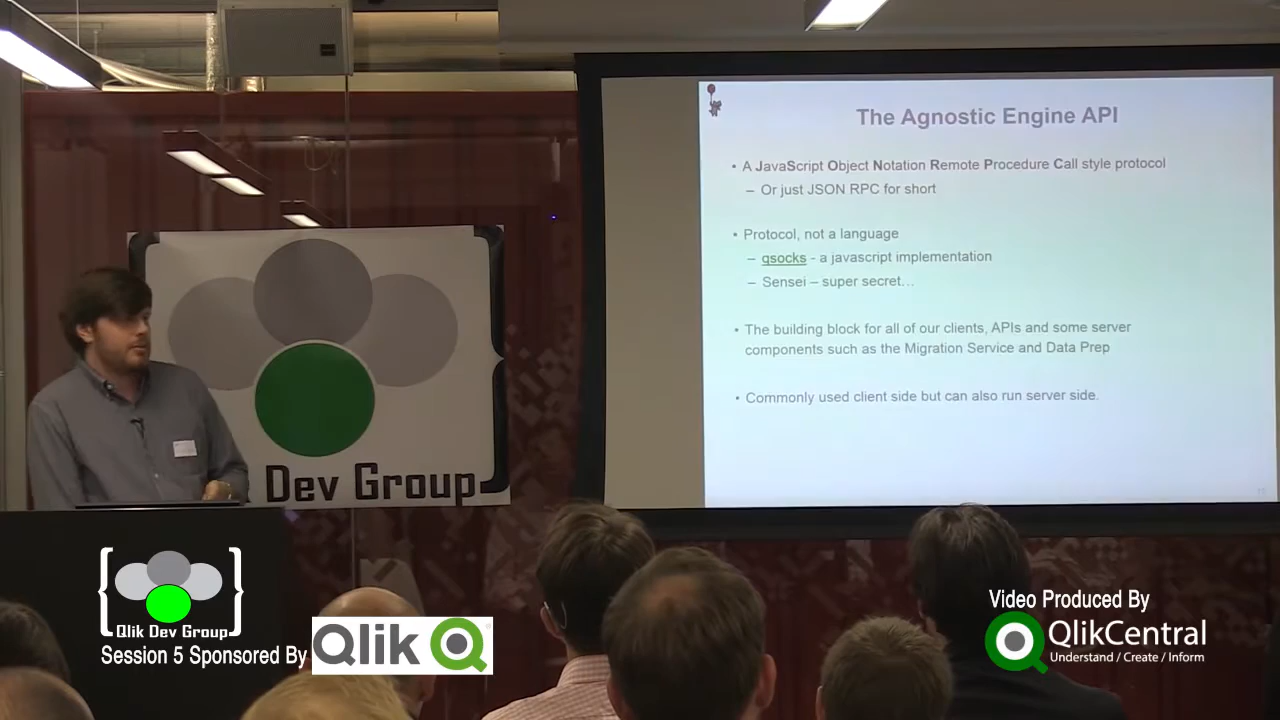 The Agnostic Engine API
• A JavaScript Object Notation Remote Procedure Call style protocol
– Or just JSON RPC for short
• Protocol, not a language
– qsocks - a javascript implementation
– Sensei – super secret…
• The building block for all of our clients, APIs and some server
components such as the Migration Service and Data Prep
• Commonly used client side but can also run server side.
Dev Group
Qlik Dev Group
Session 5 Sponsored By
Qlik
Video Produced By
QlikCentral
Understand / Create / Inform